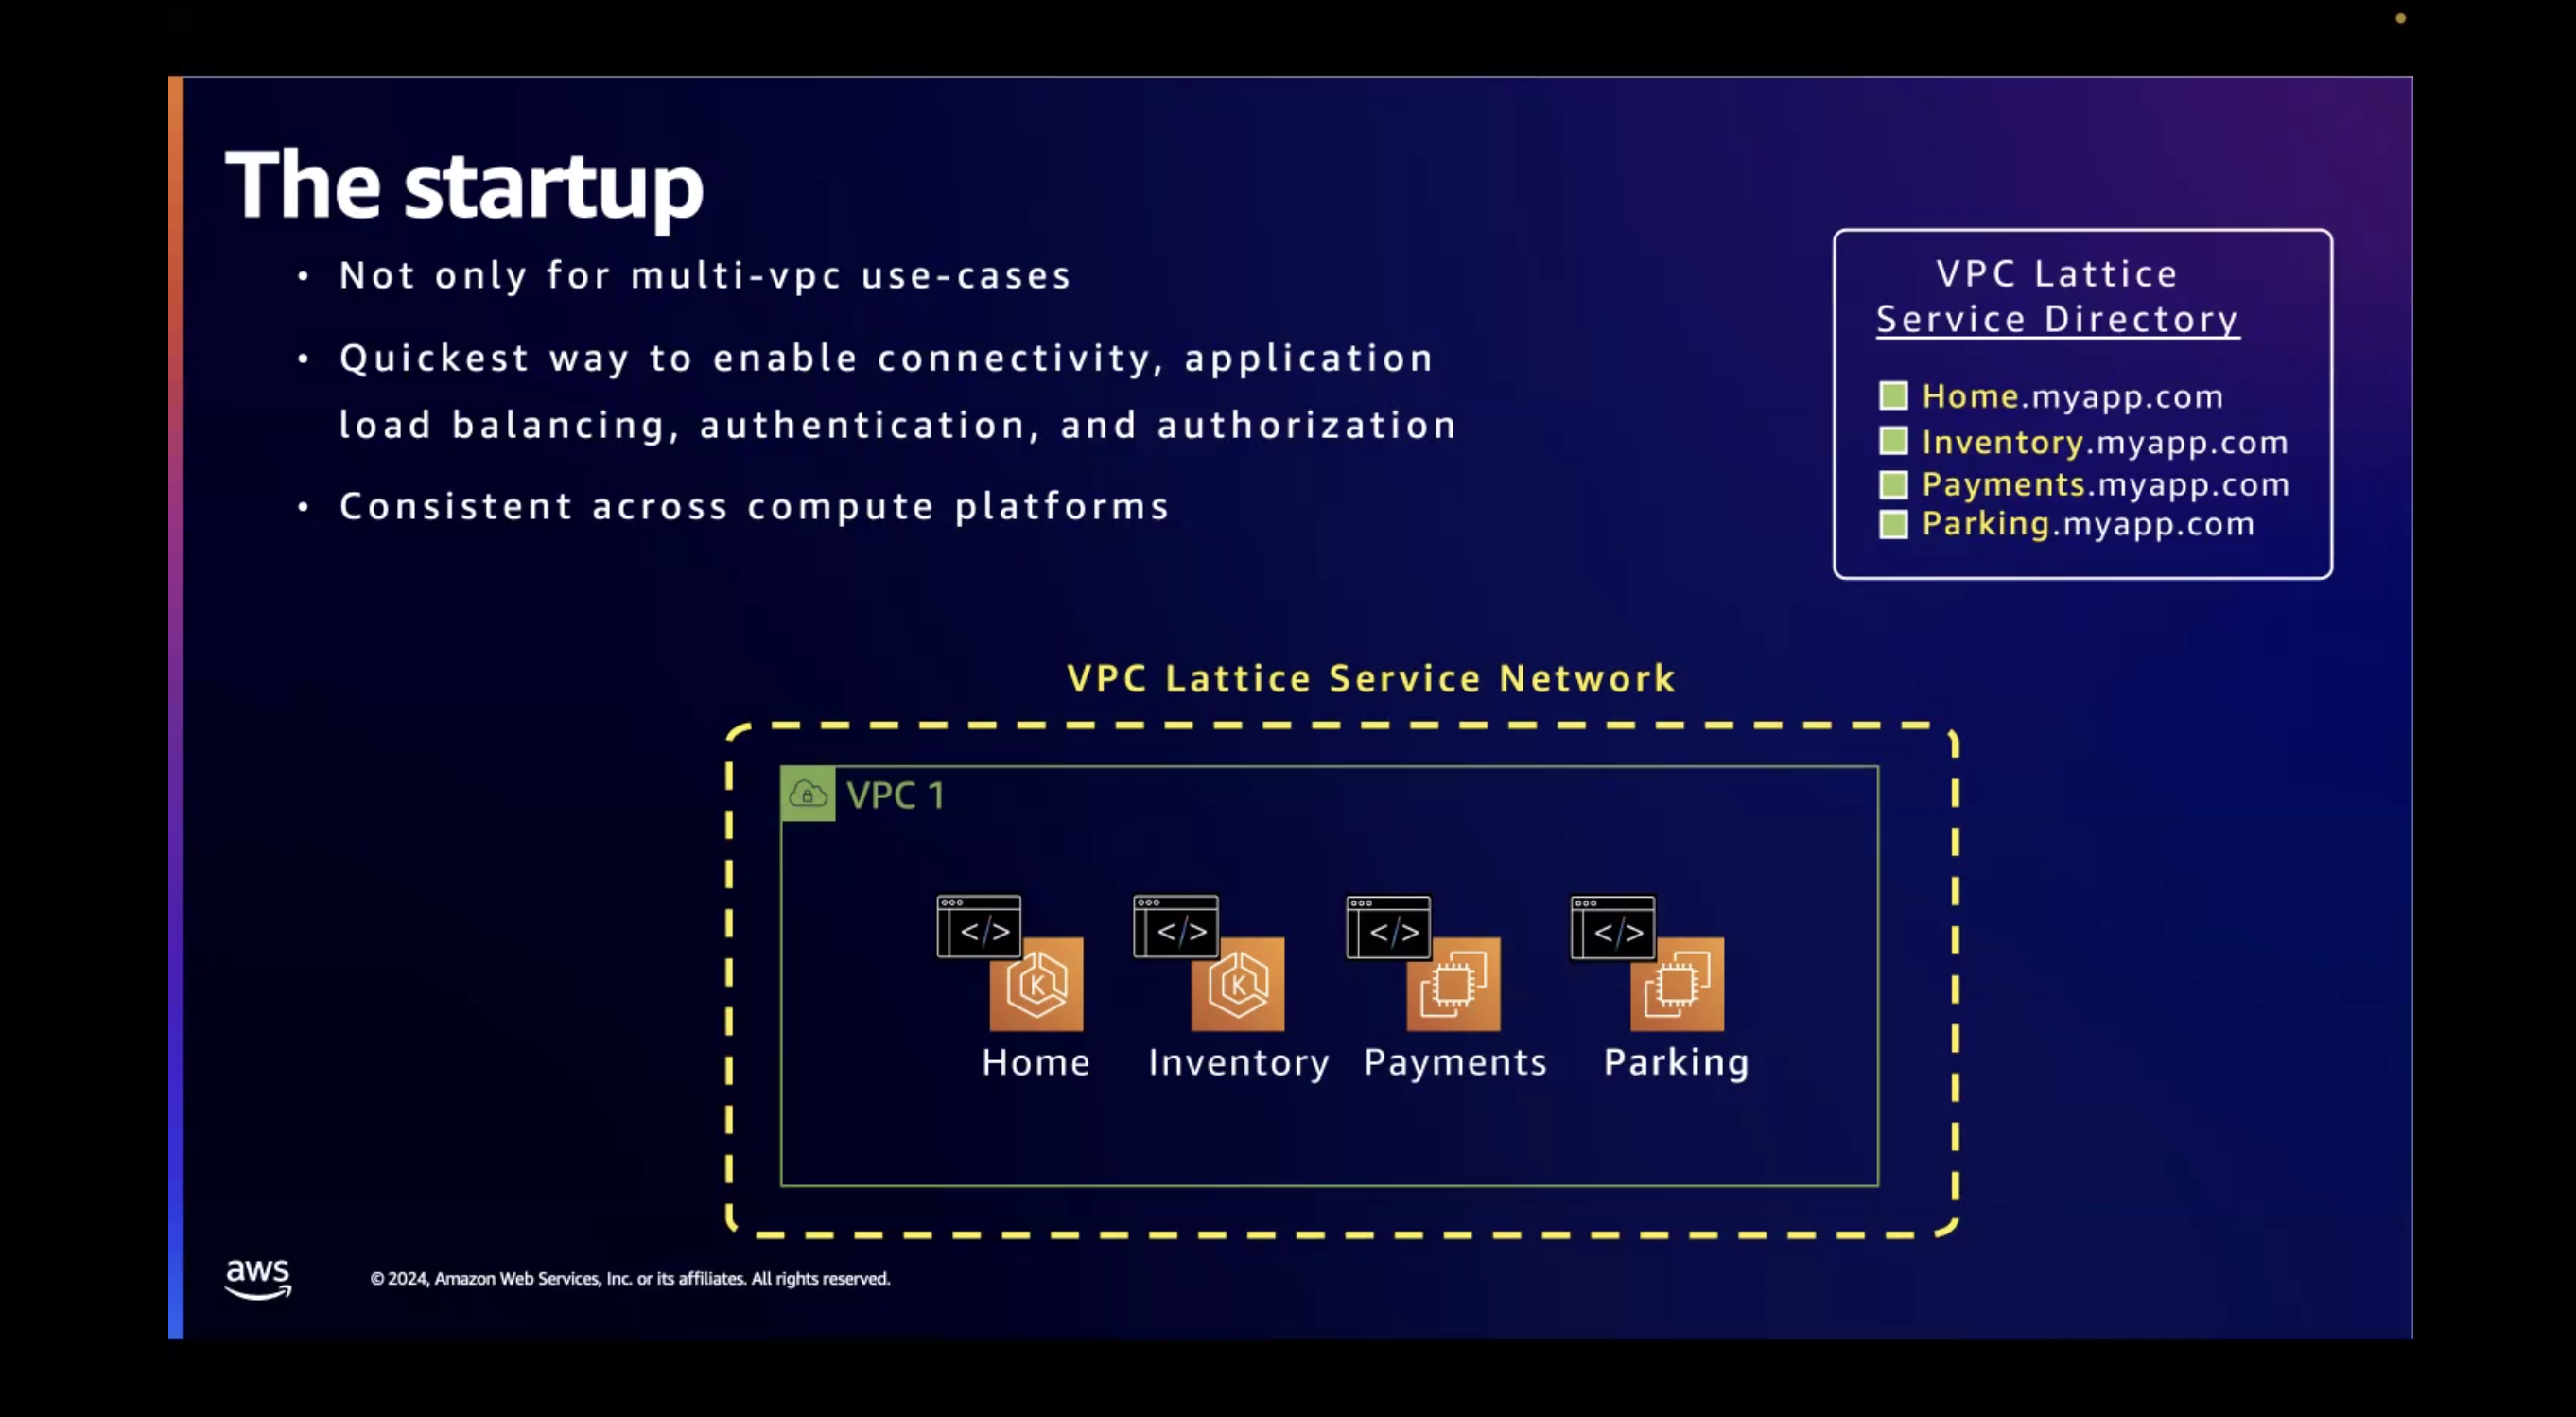 The startup
• Not only for multi-vpc use-cases
• Quickest way to enable connectivity, application
load balancing, authentication, and authorization
• Consistent across compute platforms
VPC Lattice
Service Directory
Home.myapp.com
Inventory.myapp.com
Payments.myapp.com
Parking.myapp.com
VPC Lattice Service Network
VPC 1
</> </> </> </>
K K
Home Inventory Payments Parking
aws © 2024, Amazon Web Services, Inc. or its affiliates. All rights reserved.